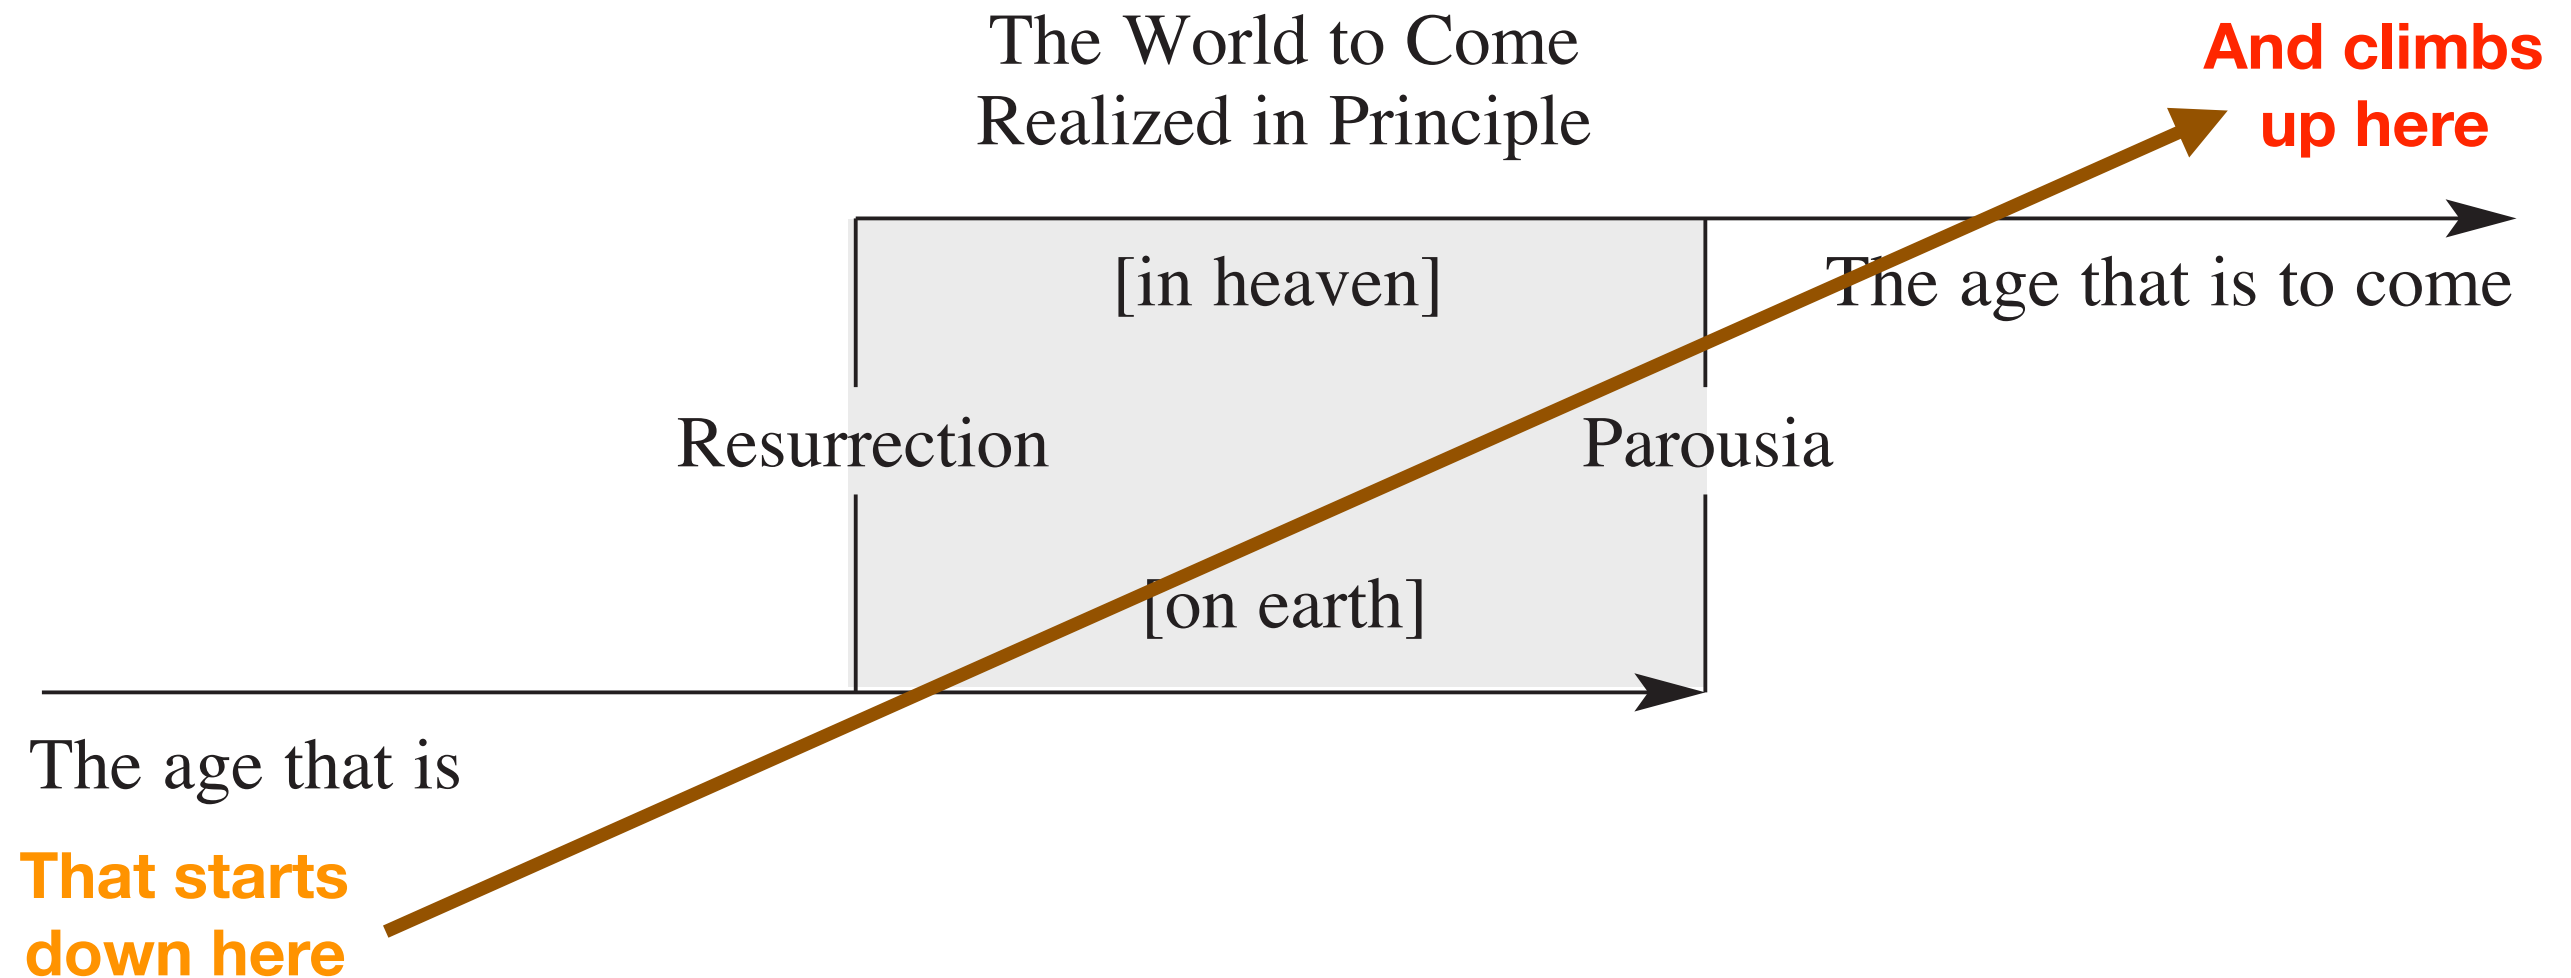 The World to Come
Realized in Principle
And climbs
up here
[in heaven]
The age that is to come
Resurrection
Parousia
[on earth]
The age that is
That starts
down here